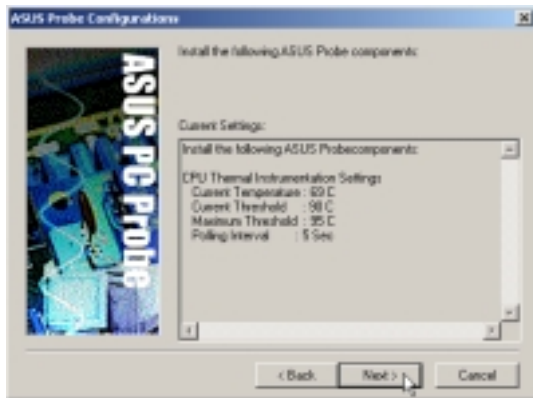 ASUS Probe Configurations
Install the following ASUS Probe components:
ASUS PC Probe
Current Settings:
Install the following ASUS Probecomponents:
CPU Thermal Instrumentation Settings
Current Temperature : 69 C
Current Threshold : 90 C
Maximum Threshold : 95 C
Polling Interval : 5 Sec
< Back
Next >
Cancel